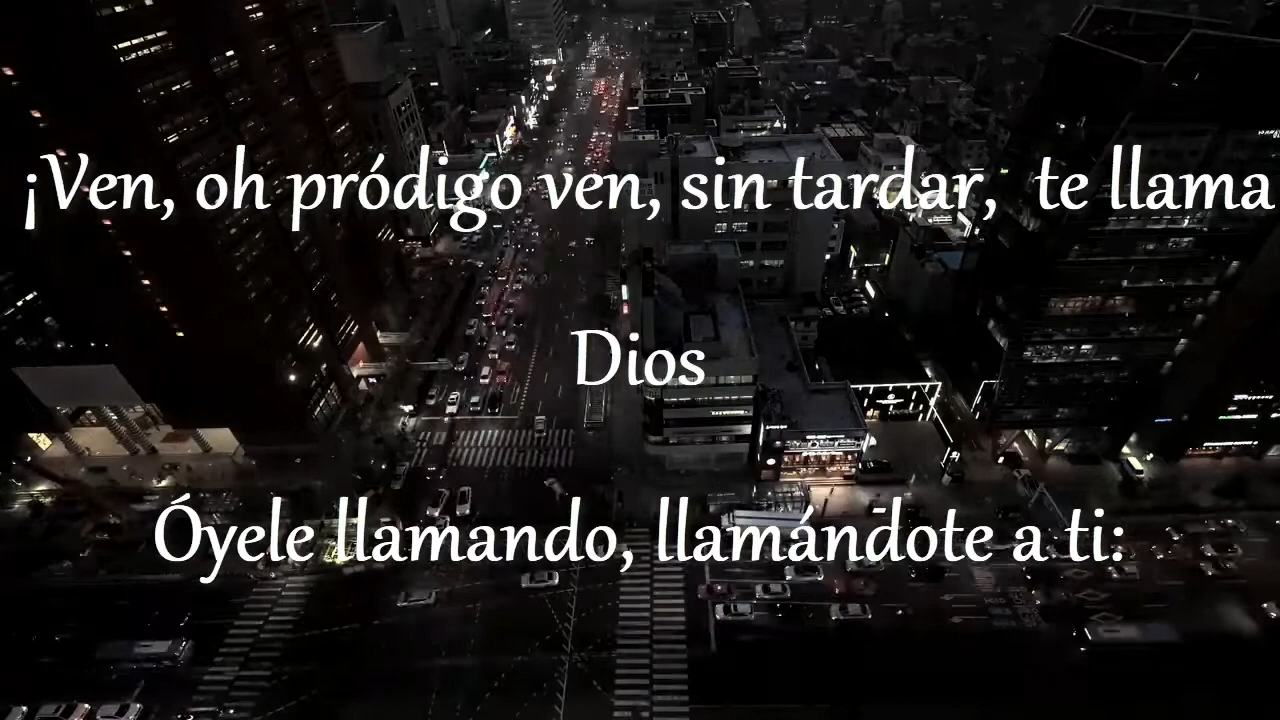 ¡Ven, oh pródigo ven, sin tardar, te llama
Dios
Óyele llamando, llamándote a ti: